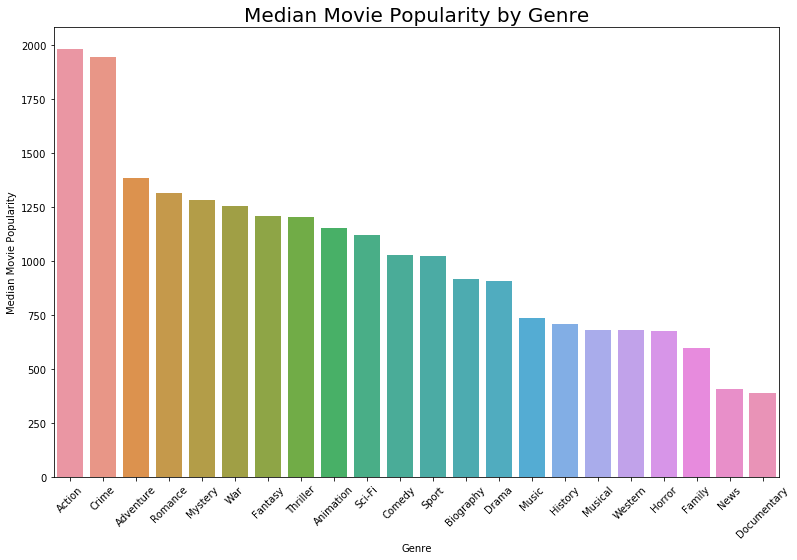 Median Movie Popularity by Genre
Median Movie Popularity
2000
1750
1500
1250
1000
750
500
250
0
Action
Crime
Adventure
Romance
Mystery
War
Fantasy
Thriller
Animation
Sci-Fi
Comedy
Sport
Biography
Drama
Music
History
Musical
Western
Horror
Family
News
Documentary
Genre